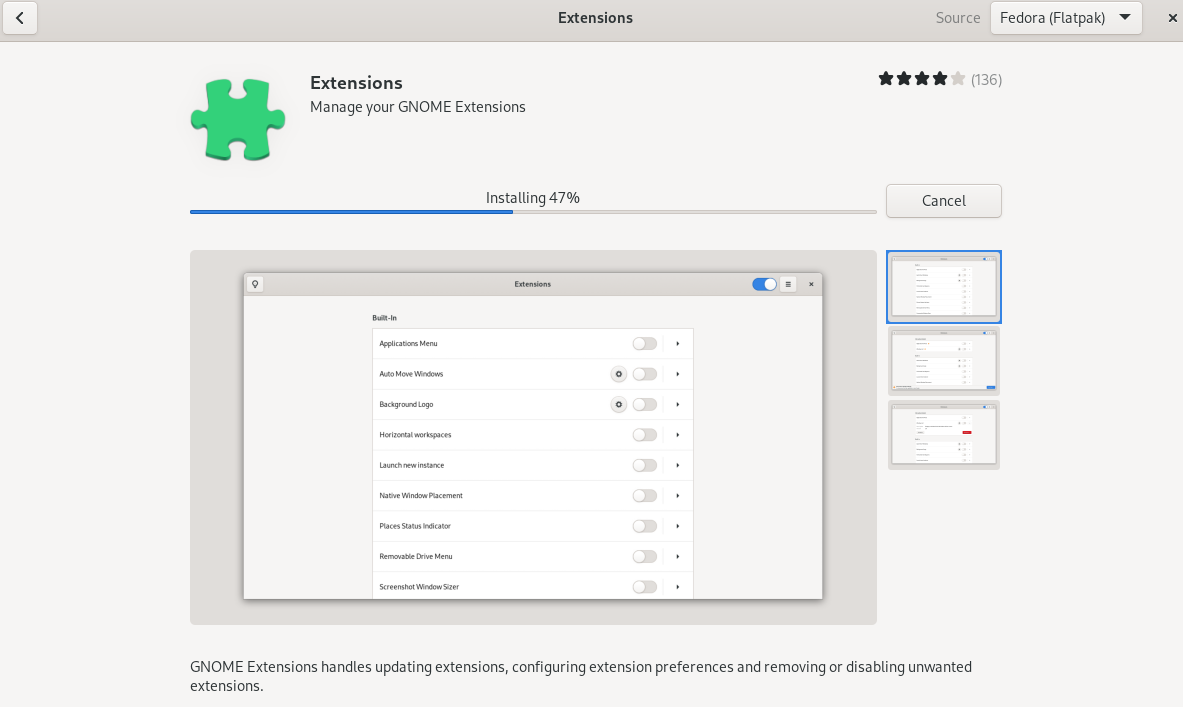 Extensions
Source
Fedora (Flatpak)
Extensions
Manage your GNOME Extensions
(136)
Installing 47%
Cancel
Extensions
Built-In
Applications Menu
Auto Move Windows
Background Logo
Horizontal workspaces
Launch new instance
Native Window Placement
Places Status Indicator
Removable Drive Menu
Screenshot Window Sizer
GNOME Extensions handles updating extensions, configuring extension preferences and removing or disabling unwanted
extensions.